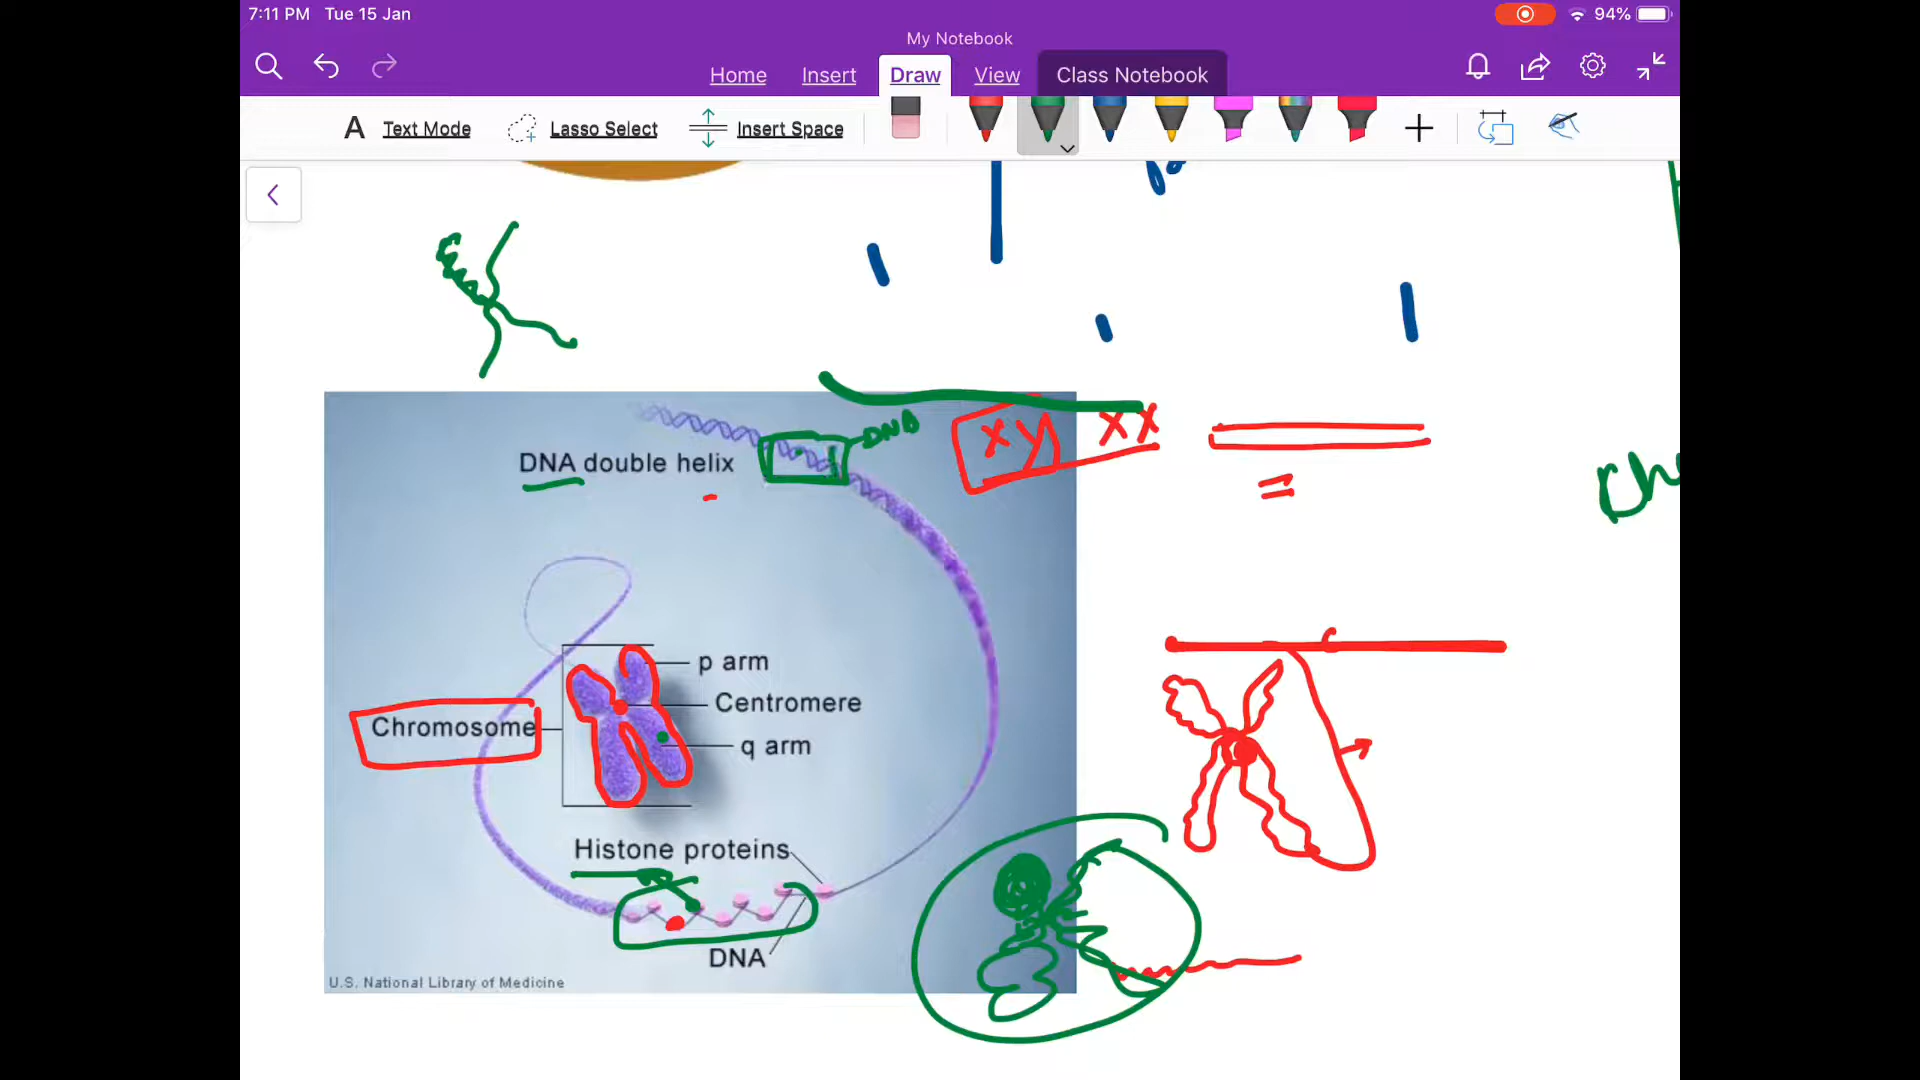 7:11 PM Tue 15 Jan
94%
My Notebook
Home Insert Draw View Class Notebook
A Text Mode Lasso Select Insert Space
DNA
xy xx
DNA double helix
Ch
p arm
Centromere
Chromosome
q arm
Histone proteins
DNA
U.S. National Library of Medicine